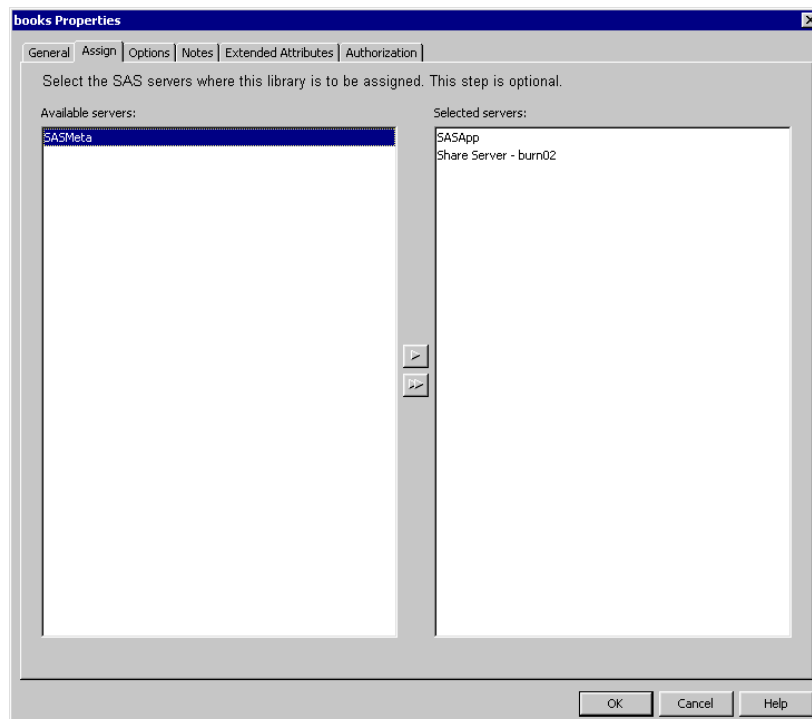 books Properties
General Assign Options Notes Extended Attributes Authorization
Select the SAS servers where this library is to be assigned. This step is optional.
Available servers: Selected servers:
SASMeta SASApp
Share Server - burn02
OK Cancel Help